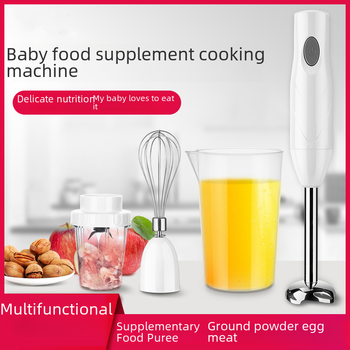 Baby food supplement cooking
machine
Delicate nutrition
My baby loves to eat
it
Multifunctional
Supplementary
Food Puree
Ground powder egg
meat